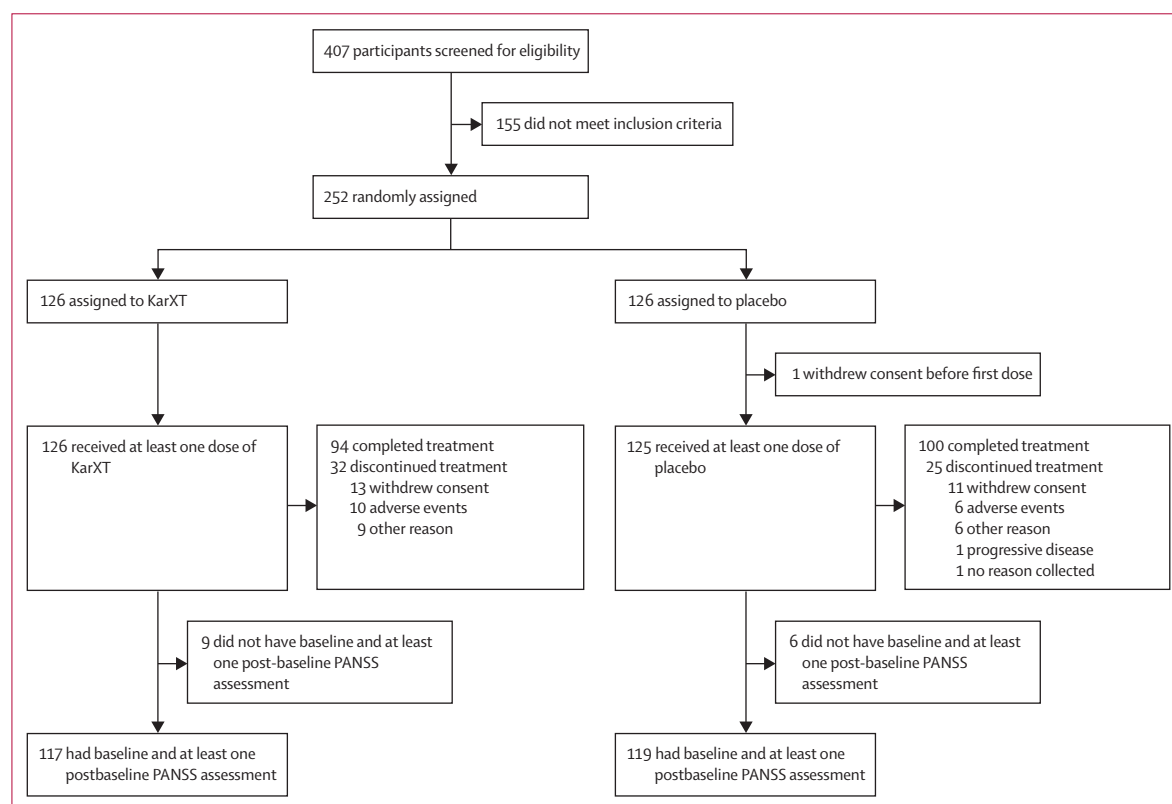 407 participants screened for eligibility
155 did not meet inclusion criteria
252 randomly assigned
126 assigned to KarXT
126 assigned to placebo
1 withdrew consent before first dose
126 received at least one dose of
KarXT
94 completed treatment
32 discontinued treatment
13 withdrew consent
10 adverse events
9 other reason
125 received at least one dose of
placebo
100 completed treatment
25 discontinued treatment
11 withdrew consent
6 adverse events
6 other reason
1 progressive disease
1 no reason collected
9 did not have baseline and at least
one post-baseline PANSS
assessment
6 did not have baseline and at least
one post-baseline PANSS
assessment
117 had baseline and at least one
postbaseline PANSS assessment
119 had baseline and at least one
postbaseline PANSS assessment